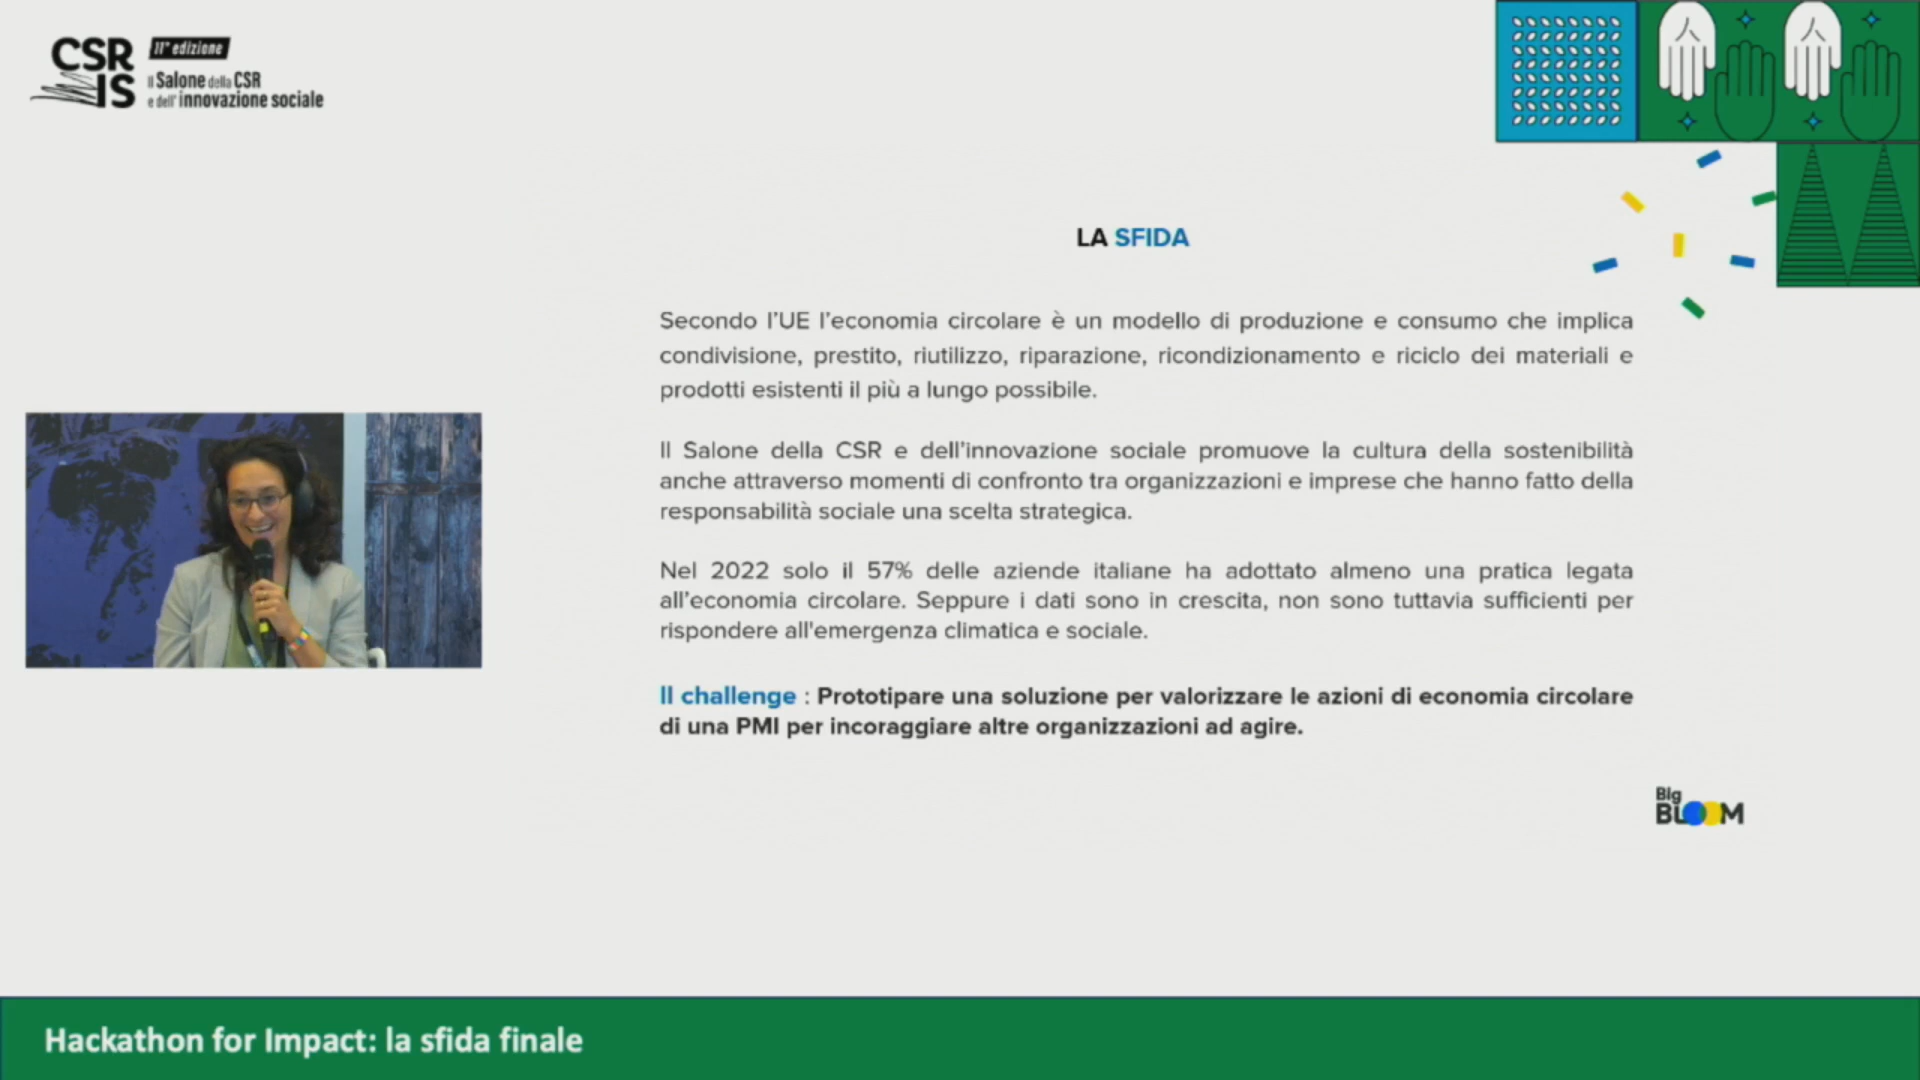 CSR
IS
11ª edizione
Il Salone della CSR
e dell'innovazione sociale
LA SFIDA
Secondo l'UE l'economia circolare è un modello di produzione e consumo che implica
condivisione, prestito, riutilizzo, riparazione, ricondizionamento e riciclo dei materiali e
prodotti esistenti il più a lungo possibile.
Il Salone della CSR e dell'innovazione sociale promuove la cultura della sostenibilità
anche attraverso momenti di confronto tra organizzazioni e imprese che hanno fatto della
responsabilità sociale una scelta strategica.
Nel 2022 solo il 57% delle aziende italiane ha adottato almeno una pratica legata
all'economia circolare. Seppure i dati sono in crescita, non sono tuttavia sufficienti per
rispondere all'emergenza climatica e sociale.
Il challenge : Prototipare una soluzione per valorizzare le azioni di economia circolare
di una PMI per incoraggiare altre organizzazioni ad agire.
Big
BLOOM
Hackathon for Impact: la sfida finale